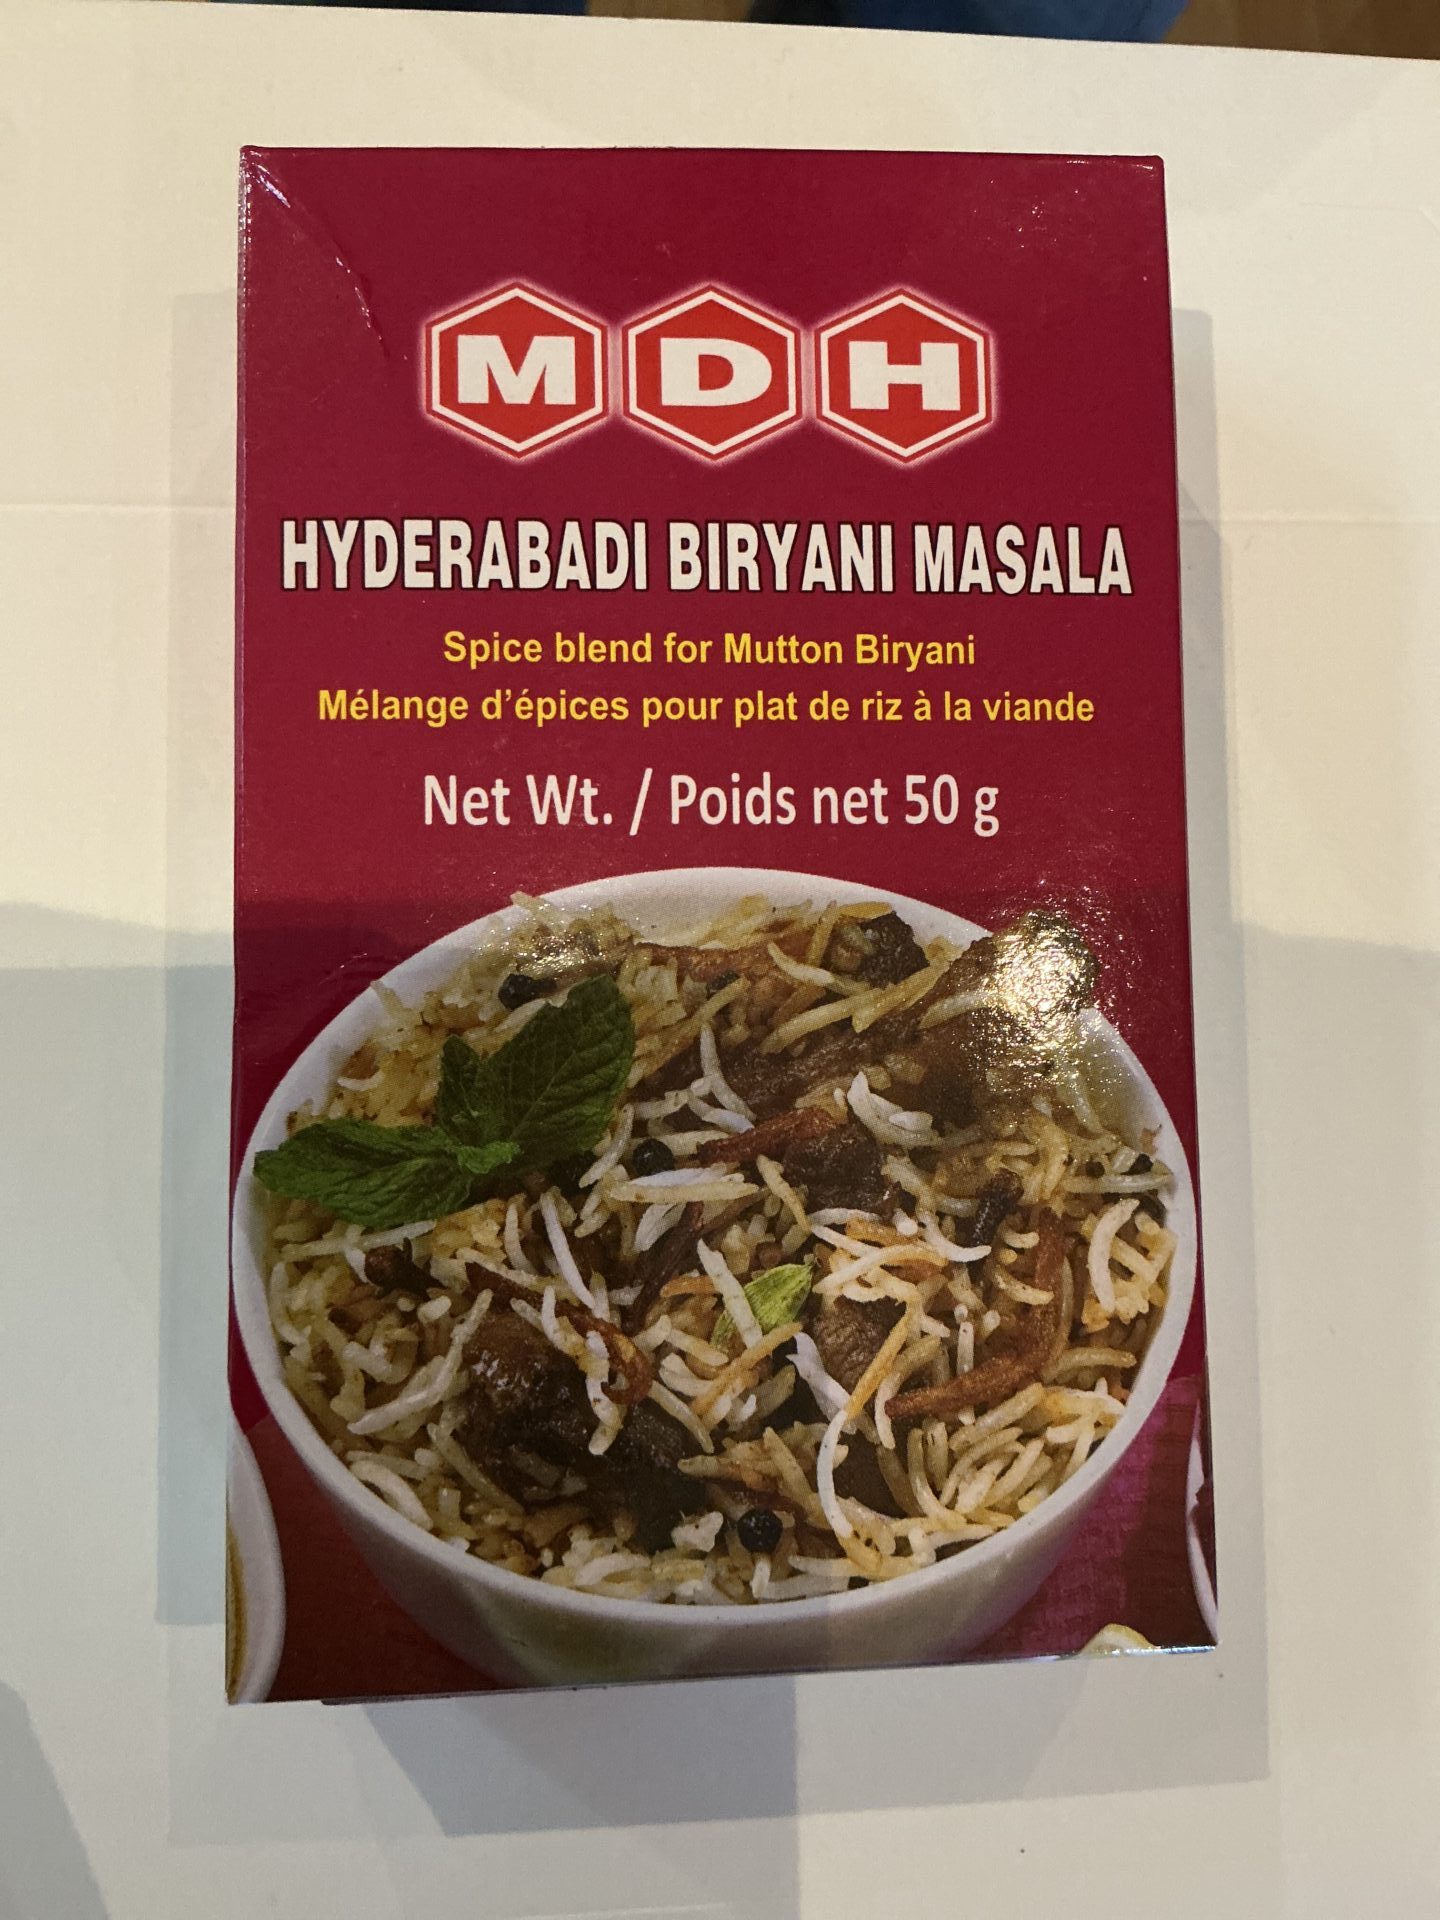 MDH
HYDERABADI BIRYANI MASALA
Spice blend for Mutton Biryani
Mélange d'épices pour plat de riz à la viande
Net Wt. / Poids net 50 g